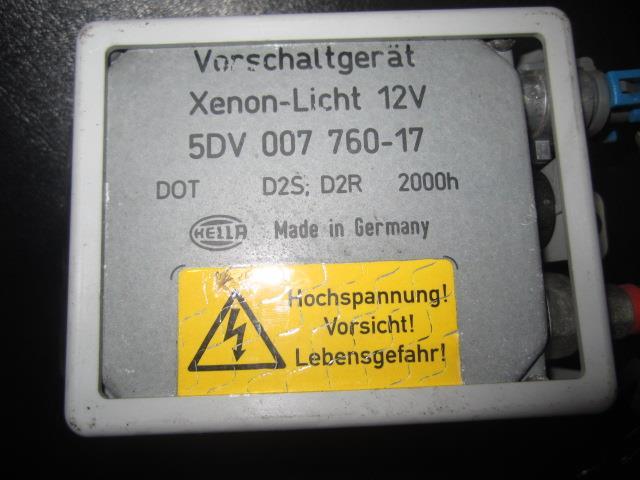 Vorschaltgerät
Xenon-Licht 12V
5DV 007 760-17
DOT D2S; D2R 2000h
HELLA Made in Germany
Hochspannung!
Vorsicht!
Lebensgefahr!